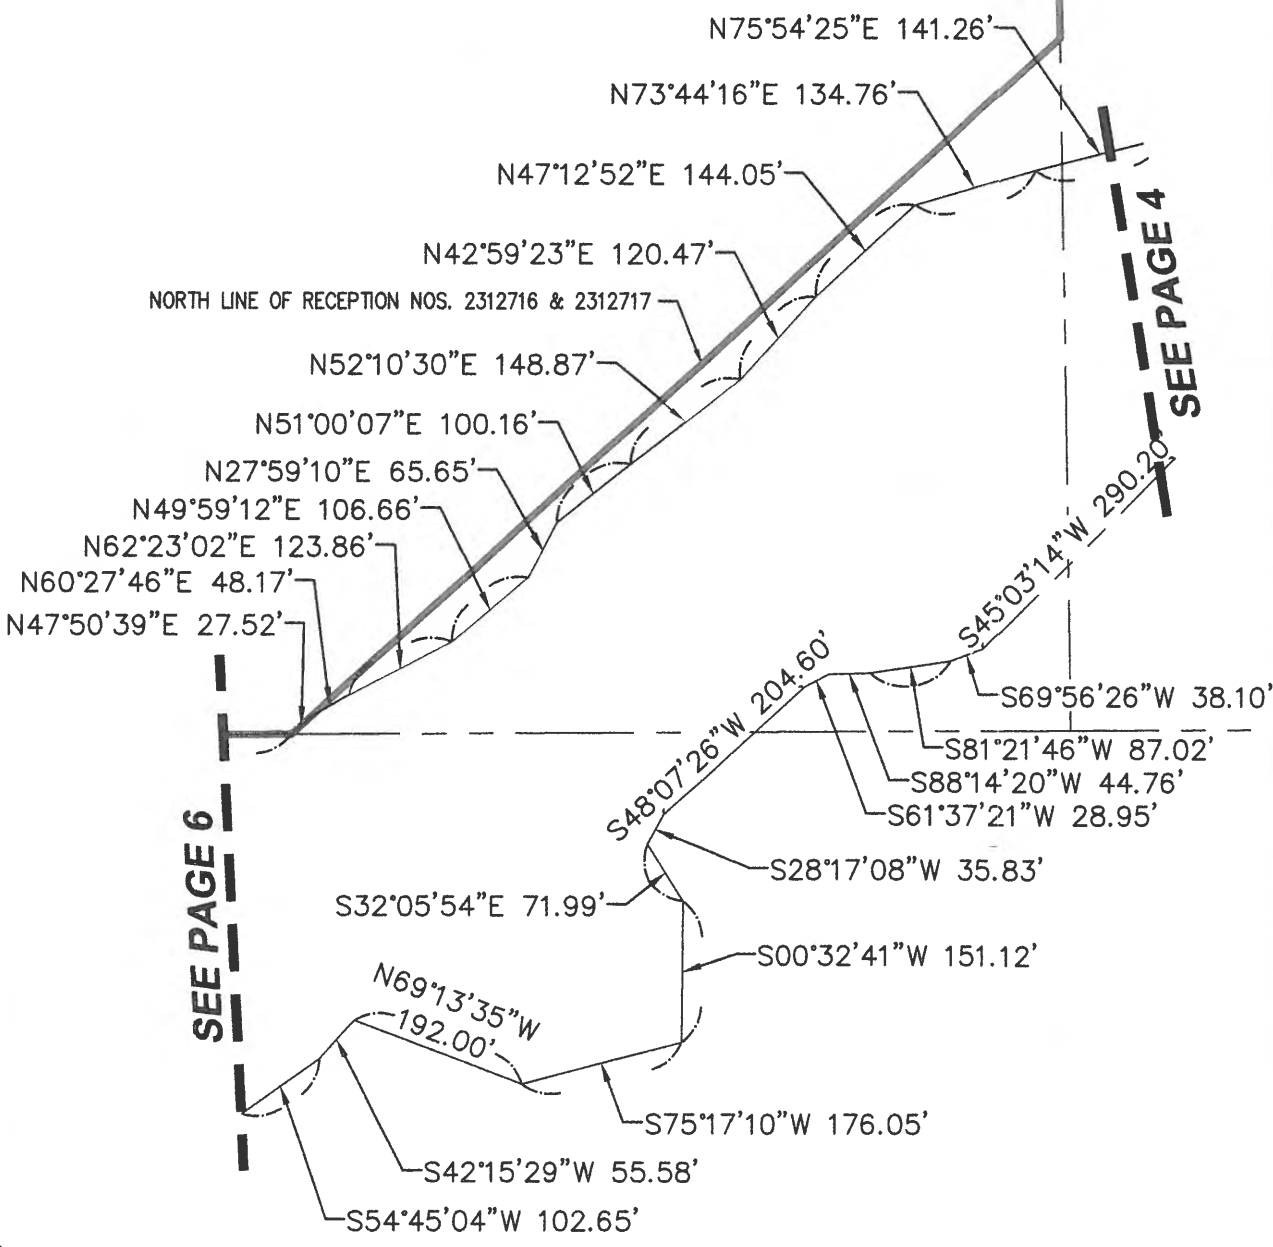 N75°54'25"E 141.26'
N73°44'16"E 134.76'
N47°12'52"E 144.05'
N42°59'23"E 120.47'
NORTH LINE OF RECEPTION NOS. 2312716 & 2312717
N52°10'30"E 148.87'
N51°00'07"E 100.16'
N27°59'10"E 65.65'
N49°59'12"E 106.66'
N62°23'02"E 123.86'
N60°27'46"E 48.17'
N47°50'39"E 27.52'
SEE PAGE 4
S45°03'14"W 290.20'
S69°56'26"W 38.10'
S81°21'46"W 87.02'
S88°14'20"W 44.76'
S61°37'21"W 28.95'
S48°07'26"W 204.60'
S28°17'08"W 35.83'
S32°05'54"E 71.99'
S00°32'41"W 151.12'
SEE PAGE 6
N69°13'35"W
192.00'
S75°17'10"W 176.05'
S42°15'29"W 55.58'
S54°45'04"W 102.65'